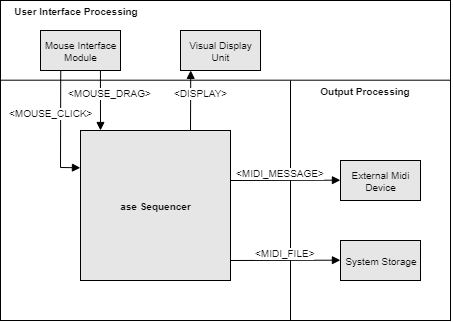 User Interface Processing
Mouse Interface
Module
Visual Display
Unit
<MOUSE_DRAG>
<DISPLAY>
Output Processing
<MOUSE_CLICK>
<MIDI_MESSAGE>
External Midi
Device
ase Sequencer
<MIDI_FILE>
System Storage